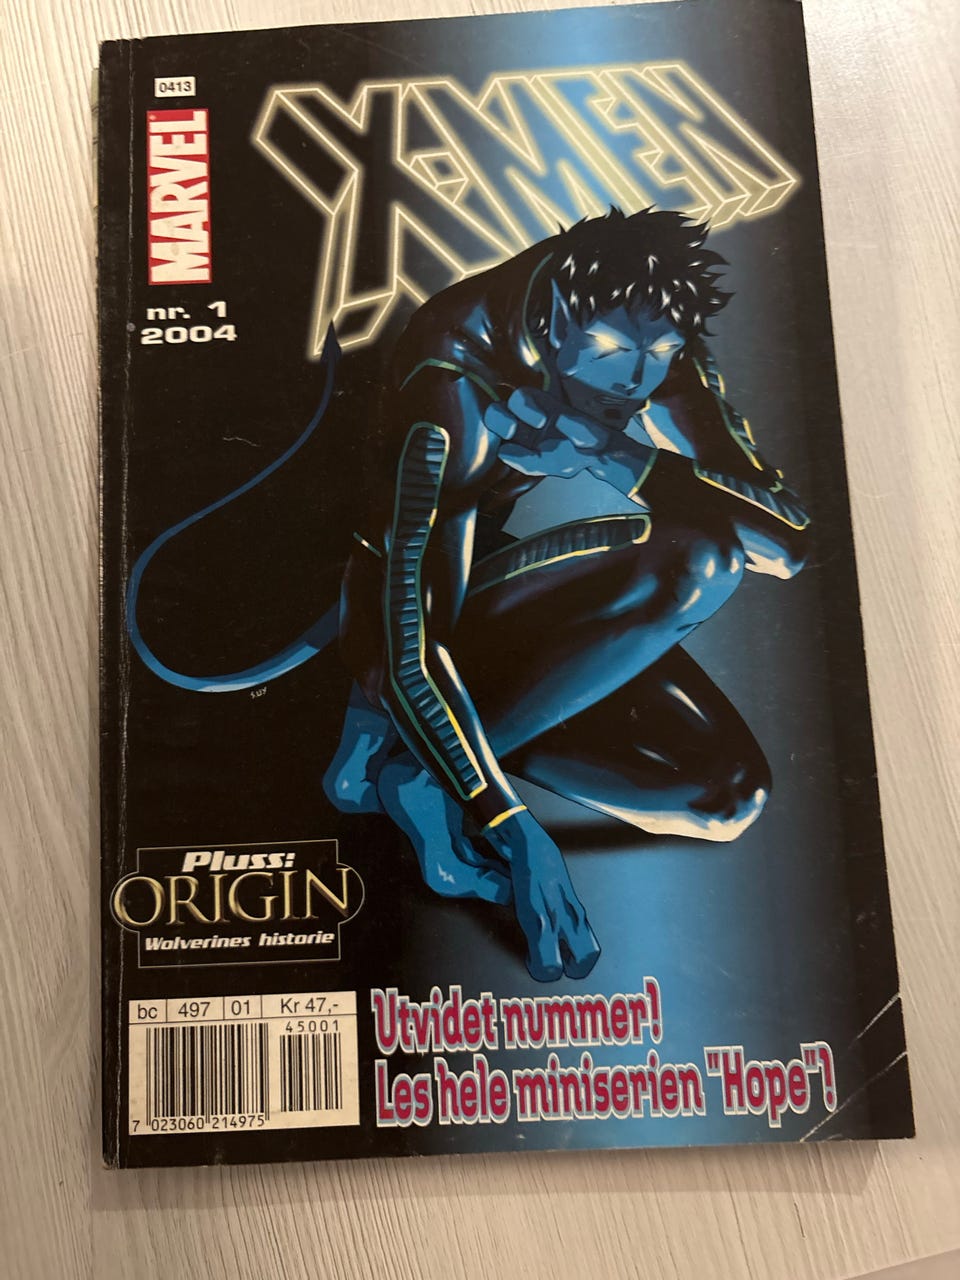 0413
MARVEL
X-MEN
nr. 1
2004
S.UY
Pluss:
ORIGIN
Wolverines historie
bc 497 01 Kr 47,-
45001
7 023060 214975
Utvidet nummer!
Les hele miniserien "Hope"!